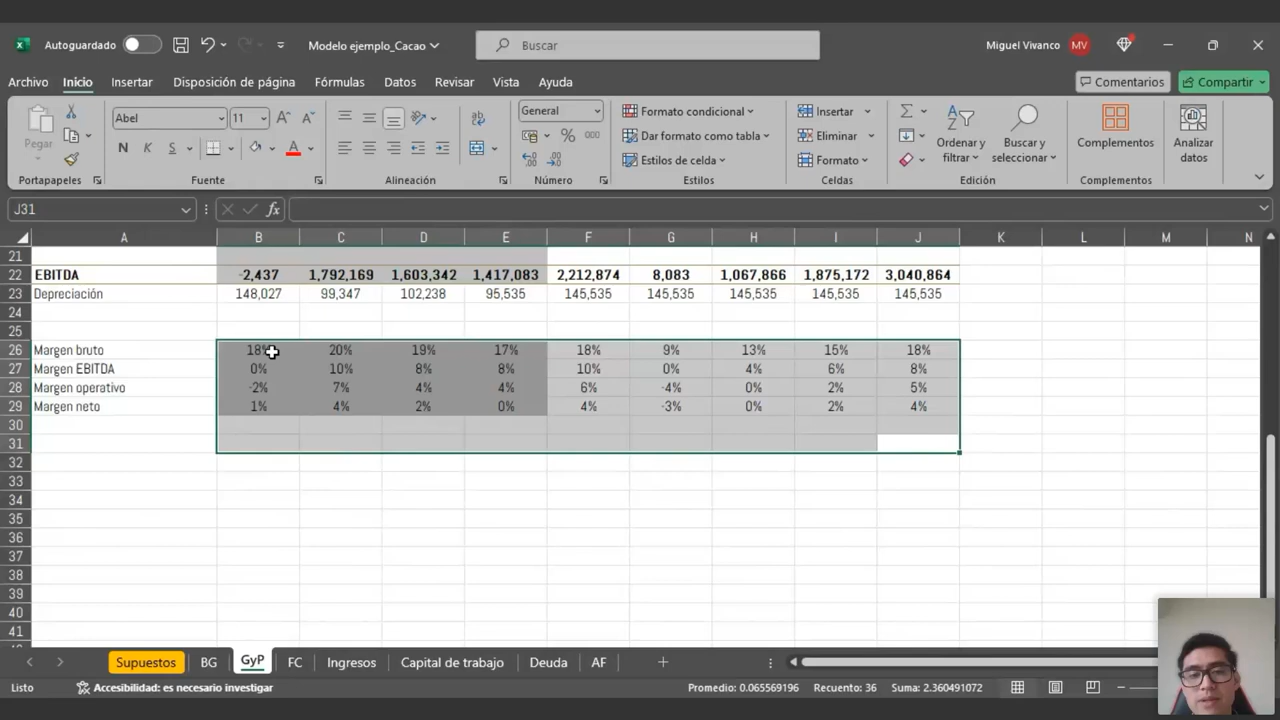 Autoguardado
Modelo ejemplo_Cacao
Buscar
Miguel Vivanco MV
Archivo Inicio Insertar Disposición de página Fórmulas Datos Revisar Vista Ayuda Comentarios Compartir
Pegar
Abel 11
N K S A
General
% 000
Formato condicional
Dar formato como tabla
Estilos de celda
Insertar
Eliminar
Formato
Ordenar y filtrar
Buscar y seleccionar
Complementos
Analizar datos
Portapapeles Fuente Alineación Número Estilos Celdas Edición Complementos
J31 fx
A B C D E F G H I J K L M N
21
22 EBITDA -2,437 1,792,169 1,603,342 1,417,083 2,212,874 8,083 1,067,866 1,875,172 3,040,864
23 Depreciación 148,027 99,347 102,238 95,535 145,535 145,535 145,535 145,535 145,535
24
25
26 Margen bruto 18% 20% 19% 17% 18% 9% 13% 15% 18%
27 Margen EBITDA 0% 10% 8% 8% 10% 0% 4% 6% 8%
28 Margen operativo -2% 7% 4% 4% 6% -4% 0% 2% 5%
29 Margen neto 1% 4% 2% 0% 4% -3% 0% 2% 4%
30
31
32
33
34
35
36
37
38
39
40
41
Supuestos BG GyP FC Ingresos Capital de trabajo Deuda AF
Listo Accesibilidad: es necesario investigar Promedio: 0.065569196 Recuento: 36 Suma: 2.360491072